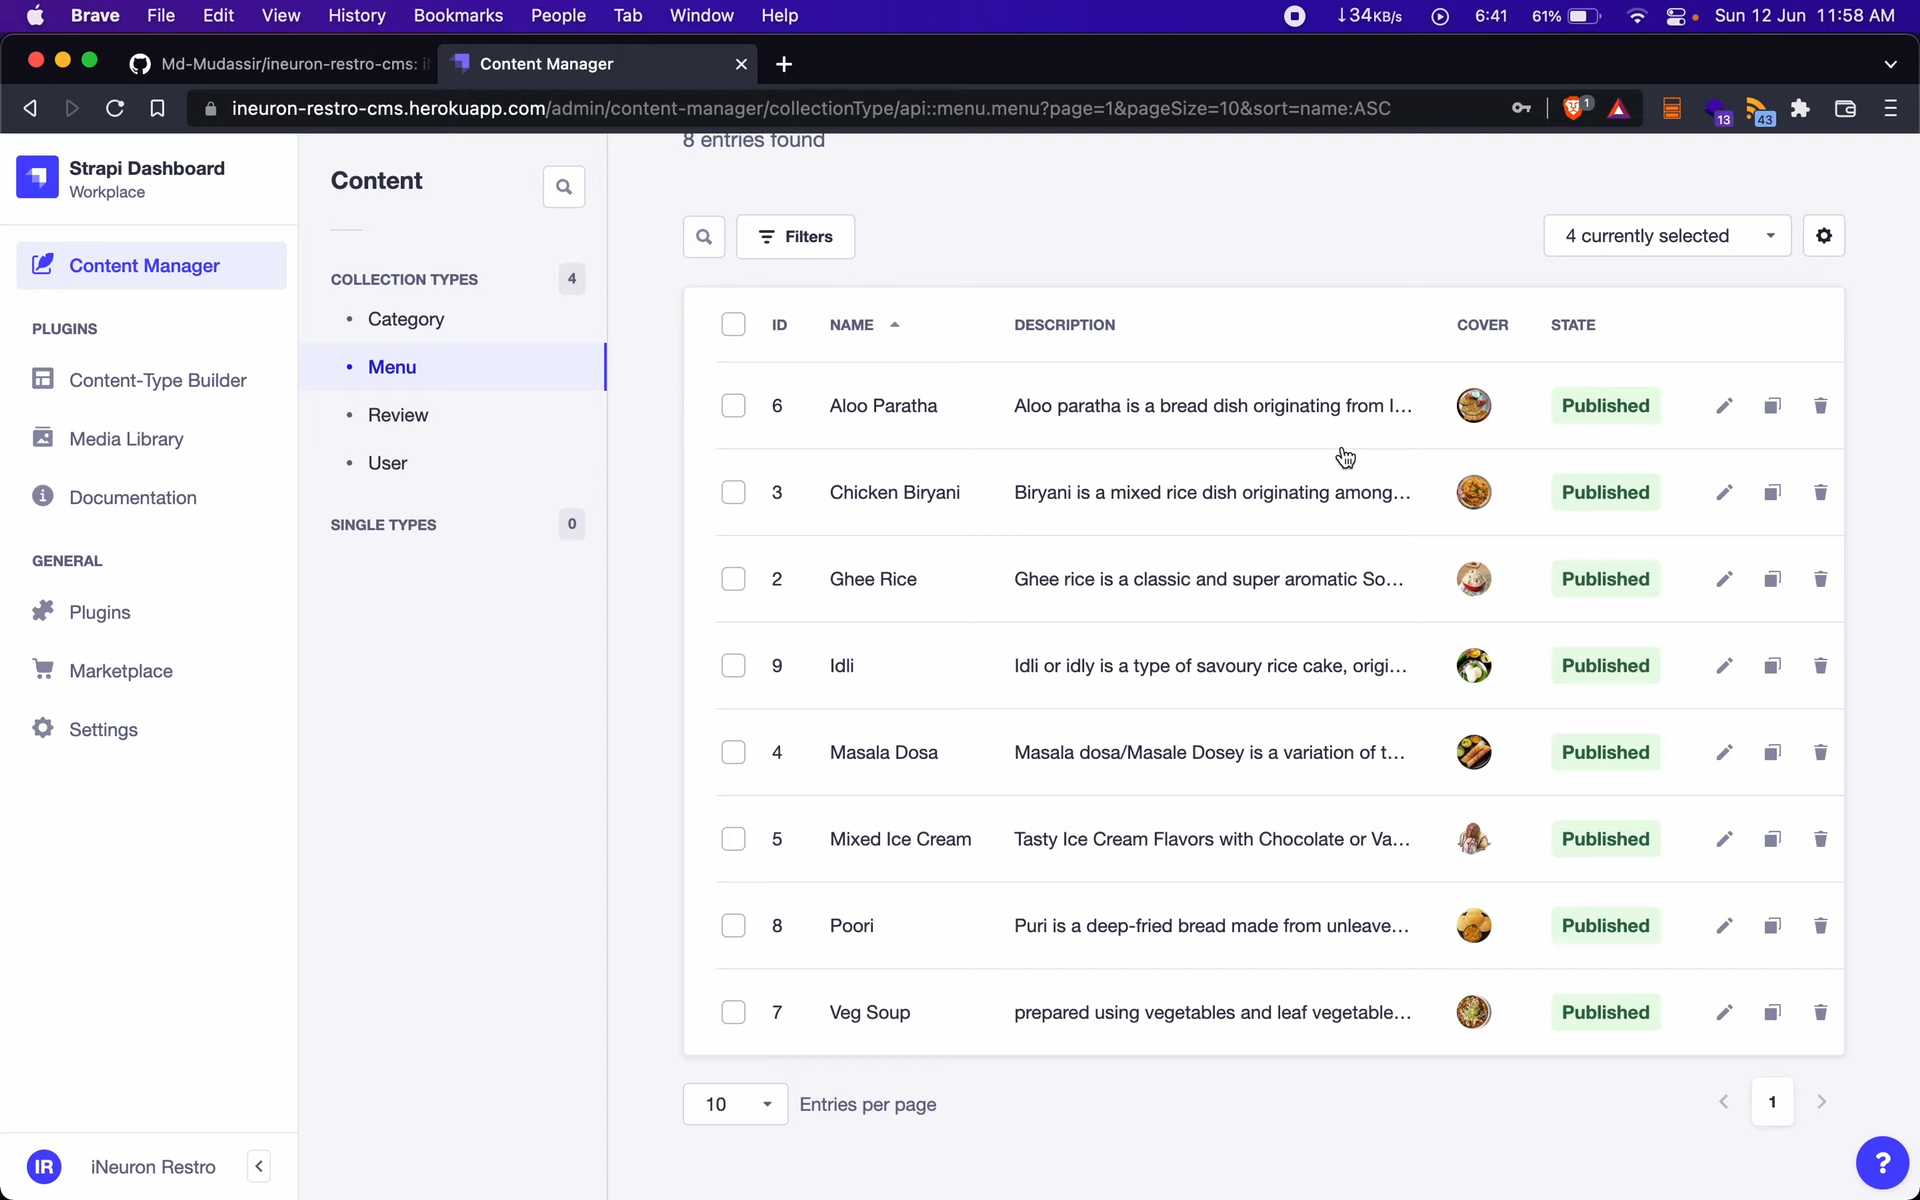 Brave File Edit View History Bookmarks People Tab Window Help 34KB/s 6:41 61% Sun 12 Jun 11:58 AM
Md-Mudassir/ineuron-restro-cms: Content Manager
ineuron-restro-cms.herokuapp.com/admin/content-manager/collectionType/api::menu.menu?page=1&pageSize=10&sort=name:ASC 1 13 43
Strapi Dashboard
Workplace
Content Manager
PLUGINS
Content-Type Builder
Media Library
Documentation
GENERAL
Plugins
Marketplace
Settings
IR iNeuron Restro
Content
COLLECTION TYPES 4
Category
Menu
Review
User
SINGLE TYPES 0
8 entries found
Filters 4 currently selected
ID NAME DESCRIPTION COVER STATE
6 Aloo Paratha Aloo paratha is a bread dish originating from I... Published
3 Chicken Biryani Biryani is a mixed rice dish originating among... Published
2 Ghee Rice Ghee rice is a classic and super aromatic So... Published
9 Idli Idli or idly is a type of savoury rice cake, origi... Published
4 Masala Dosa Masala dosa/Masale Dosey is a variation of t... Published
5 Mixed Ice Cream Tasty Ice Cream Flavors with Chocolate or Va... Published
8 Poori Puri is a deep-fried bread made from unleave... Published
7 Veg Soup prepared using vegetables and leaf vegetable... Published
10 Entries per page 1
?